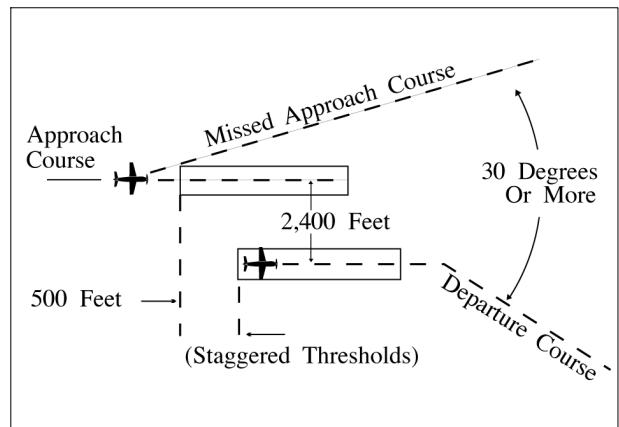 Missed Approach Course
Approach
Course
30 Degrees
Or More
2,400 Feet
500 Feet
Departure Course
(Staggered Thresholds)